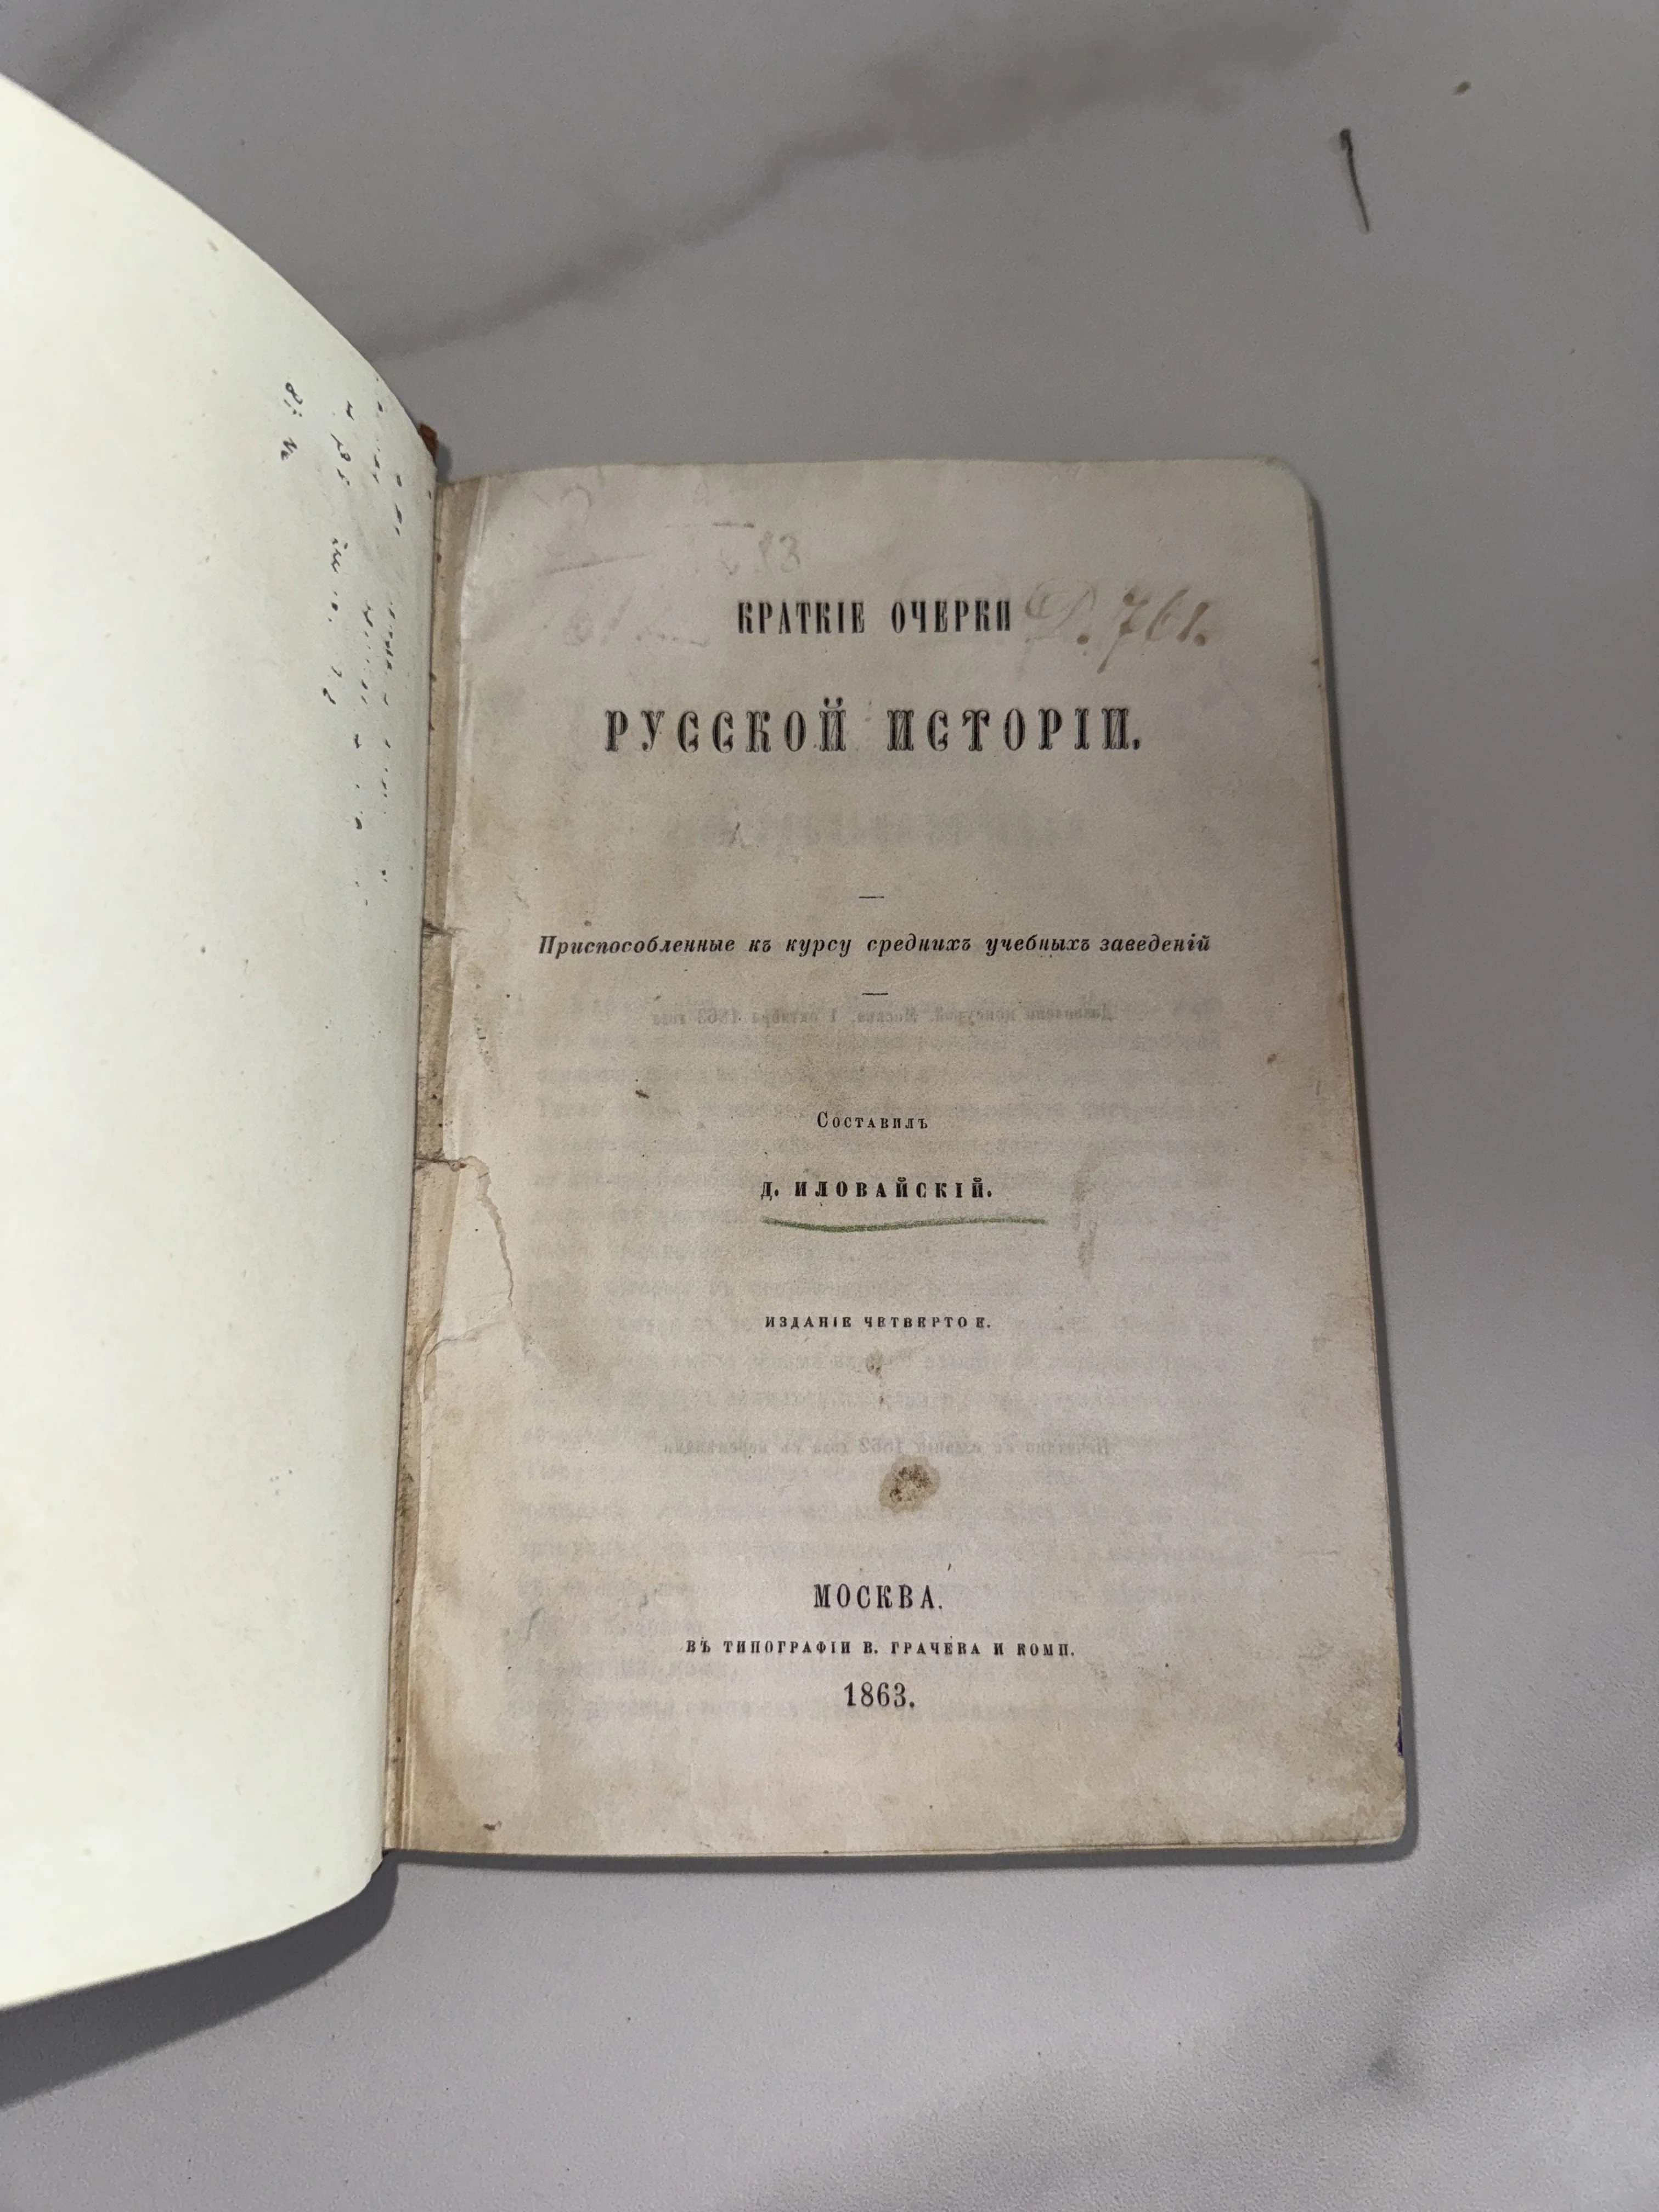 КРАТКІЕ ОЧЕРКИ
Р. 761.
РУССКОЙ ИСТОРІИ.
Приспособленные къ курсу среднихъ учебныхъ заведеній
Составилъ
Д. ИЛОВАЙСКІЙ.
ИЗДАНІЕ ЧЕТВЕРТОЕ.
МОСКВА.
ВЪ ТИПОГРАФІИ В. ГРАЧЕВА И КОМП.
1863.